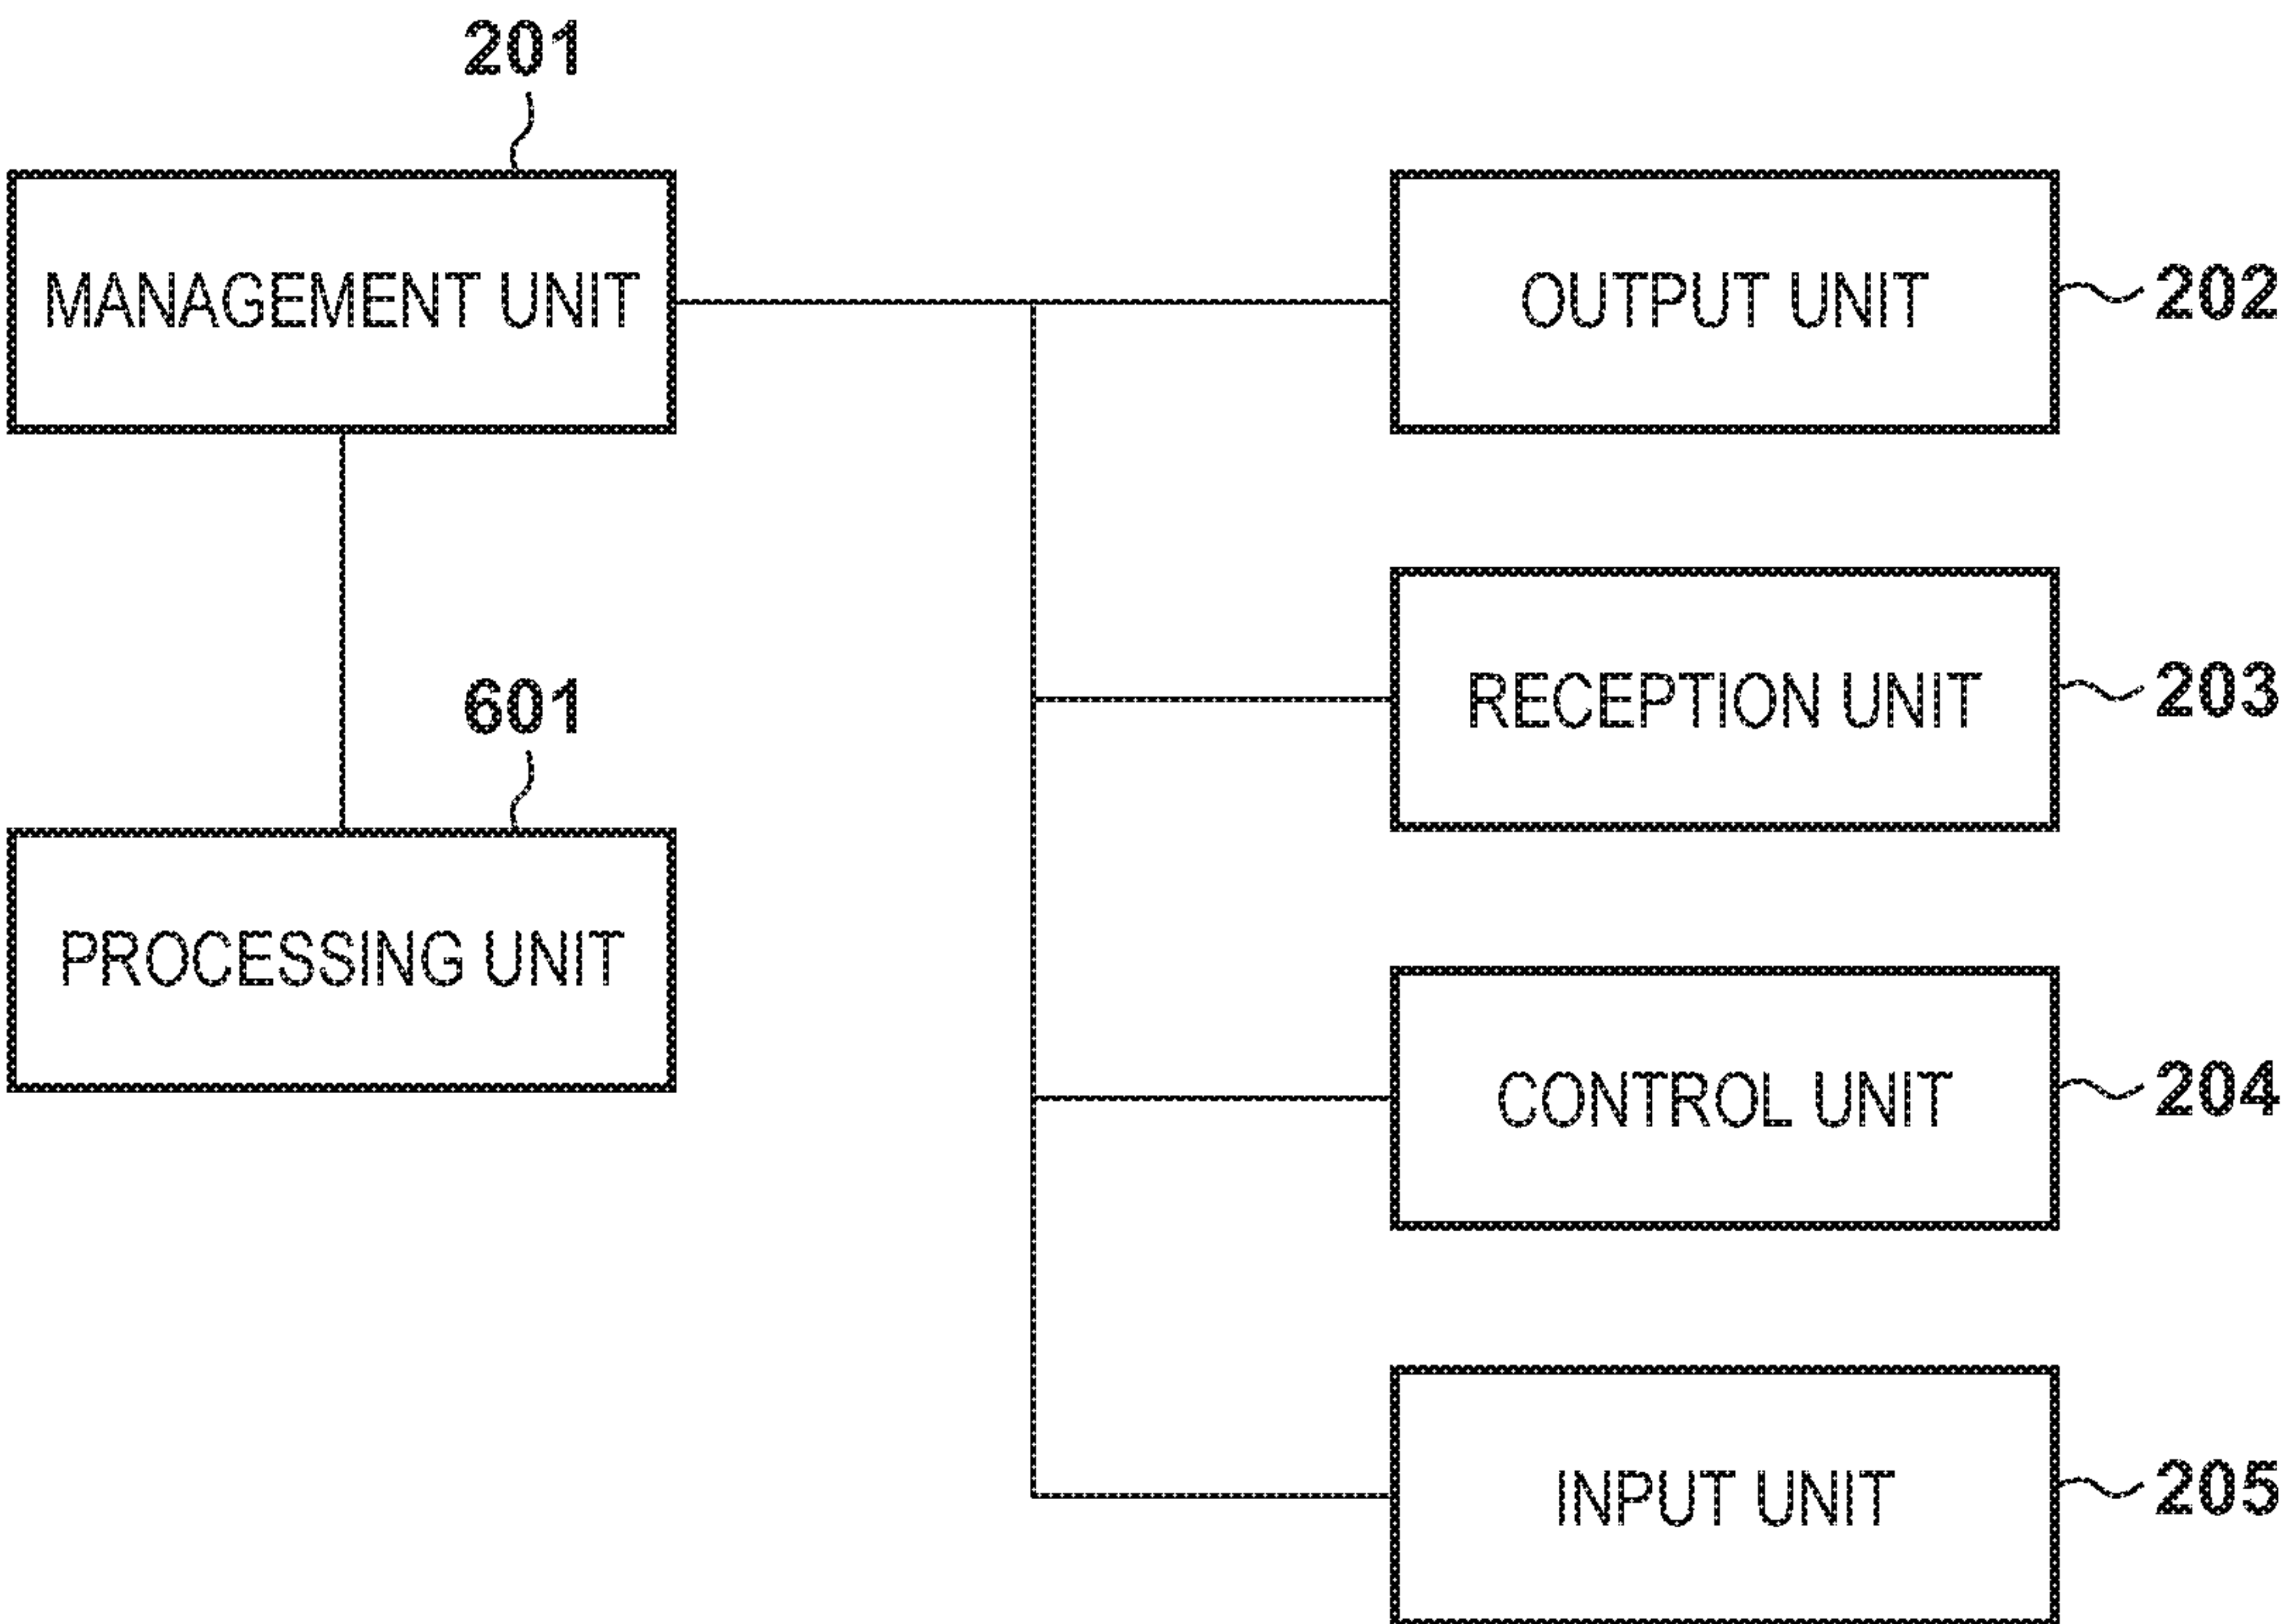 201
MANAGEMENT UNIT
OUTPUT UNIT
202
RECEPTION UNIT
203
601
PROCESSING UNIT
CONTROL UNIT
204
INPUT UNIT
205